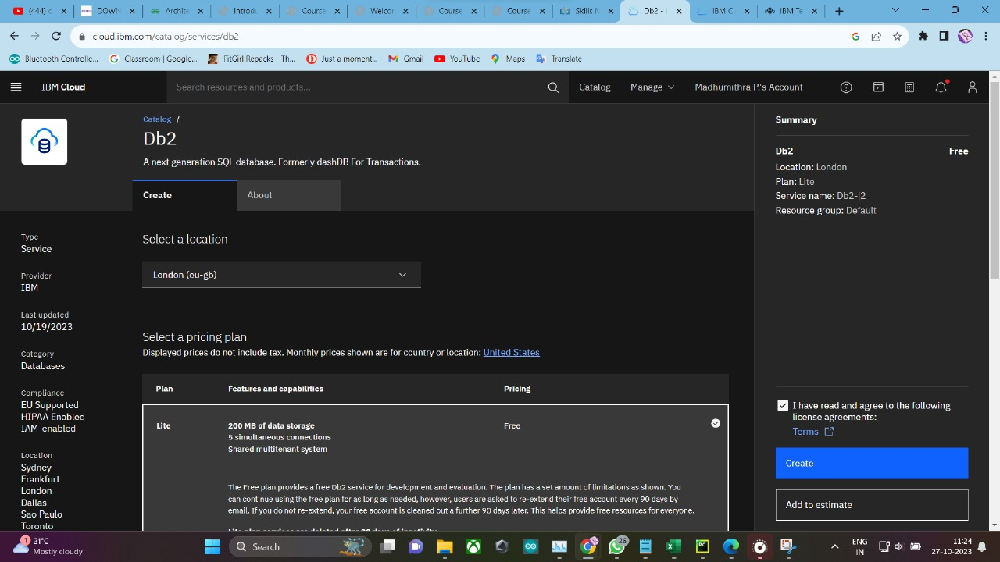 (444) d
DOWN
Archite
Introdu
Course
Welcor
Course
Course
Skills N
Db2 -
IBM Cl
IBM Te
cloud.ibm.com/catalog/services/db2
Bluetooth Controlle...
Classroom | Google...
FitGirl Repacks - Th...
Just a moment...
Gmail
YouTube
Maps
Translate
IBM Cloud
Search resources and products...
Catalog
Manage
Madhumithra P.'s Account
Catalog /
Db2
A next generation SQL database. Formerly dashDB For Transactions.
Create
About
Type
Service
Provider
IBM
Last updated
10/19/2023
Category
Databases
Compliance
EU Supported
HIPAA Enabled
IAM-enabled
Location
Sydney
Frankfurt
London
Dallas
Sao Paulo
Toronto
Select a location
London (eu-gb)
Select a pricing plan
Displayed prices do not include tax. Monthly prices shown are for country or location: United States
Plan
Features and capabilities
Pricing
Lite
200 MB of data storage
5 simultaneous connections
Shared multitenant system
Free
The Free plan provides a free Db2 service for development and evaluation. The plan has a set amount of limitations as shown. You
can continue using the free plan for as long as needed, however, users are asked to re-extend their free account every 90 days by
email. If you do not re-extend, your free account is cleaned out a further 90 days later. This helps provide free resources for everyone.
Summary
Db2 Free
Location: London
Plan: Lite
Service name: Db2-j2
Resource group: Default
I have read and agree to the following
license agreements:
Terms
Create
Add to estimate
1
31°C
Mostly cloudy
Search
26
ENG
IN
11:24
27-10-2023